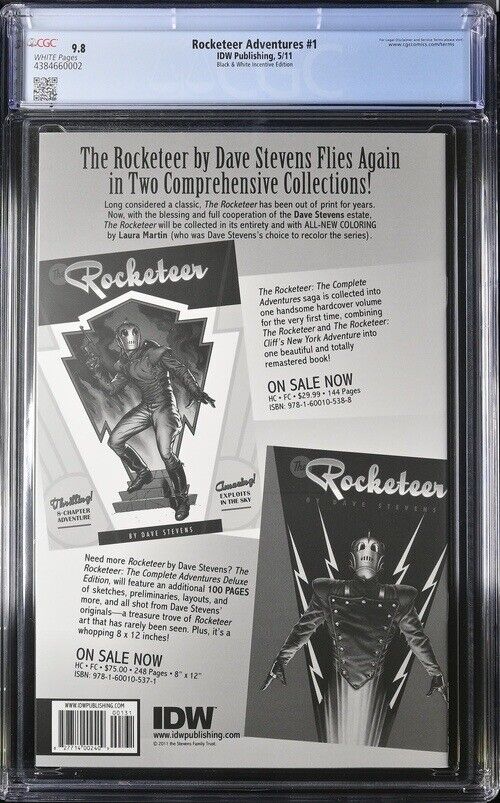 CGC
9.8
WHITE Pages
4384660002
Rocketeer Adventures #1
IDW Publishing, 5/11
Black & White Incentive Edition
www.cgccomics.com/terms
The Rocketeer by Dave Stevens Flies Again
in Two Comprehensive Collections!
Long considered a classic, The Rocketeer has been out of print for years.
Now, with the blessing and full cooperation of the Dave Stevens estate,
The Rocketeer will be collected in its entirety and with ALL-NEW COLORING
by Laura Martin (who was Dave Stevens's choice to recolor the series).
The Rocketeer
Thrilling!
8-CHAPTER
ADVENTURE
Amazing!
EXPLOITS
IN THE SKY
BY DAVE STEVENS
The Rocketeer: The Complete
Adventures saga is collected into
one handsome hardcover volume
for the very first time, combining
The Rocketeer and The Rocketeer:
Cliff's New York Adventure into
one beautiful and totally
remastered book!
ON SALE NOW
HC • FC • $29.99 • 144 Pages
ISBN: 978-1-60010-538-8
The Rocketeer
BY DAVE STEVENS
Need more Rocketeer by Dave Stevens? The
Rocketeer: The Complete Adventures Deluxe
Edition, will feature an additional 100 PAGES
of sketches, preliminaries, layouts, and
more, and all shot from Dave Stevens'
originals—a treasure trove of Rocketeer
art that has rarely been seen. Plus, it's a
whopping 8 x 12 inches!
ON SALE NOW
HC • FC • $75.00 • 248 Pages • 8" x 12"
ISBN: 978-1-60010-537-1
WWW.IDWPUBLISHING.COM
00131
IDW
www.idwpublishing.com
© 2011 the Stevens Family Trust.